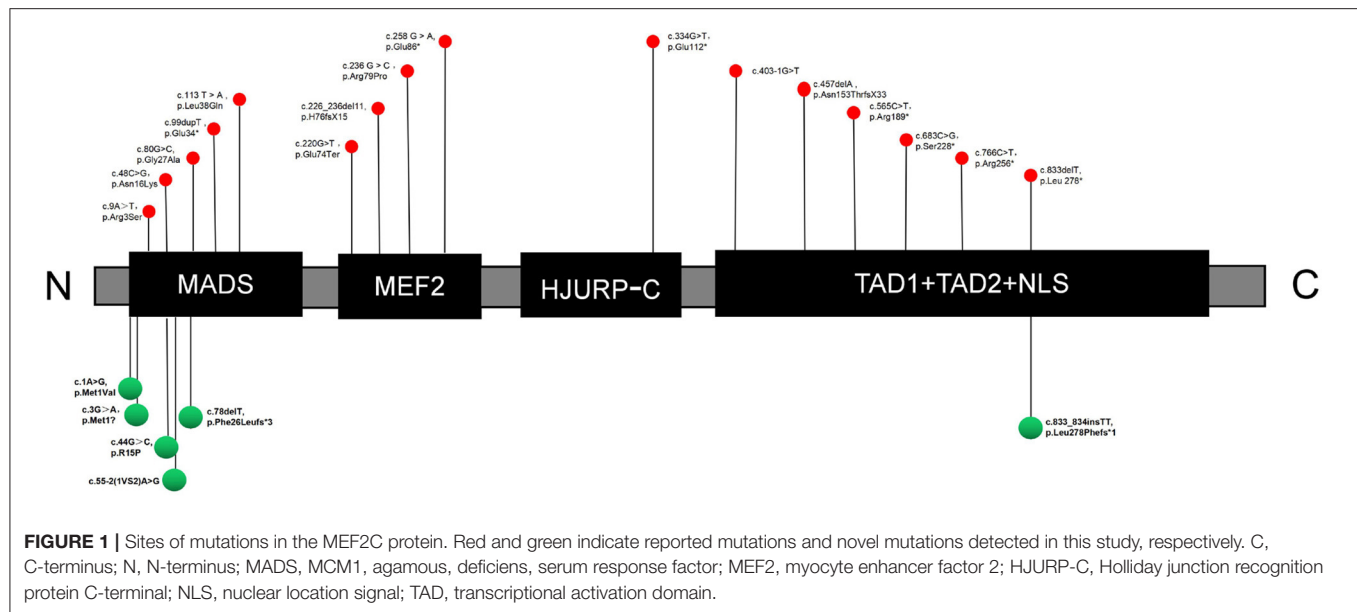 c.258 G > A,
p.Glu86*
c.334G>T,
p.Glu112*
c.236 G > C,
p.Arg79Pro
c.403-1G>T
c.113 T > A,
p.Leu38Gln
c.457delA,
p.Asn153ThrfsX33
c.226_236del11,
p.H76fsX15
c.565C>T,
p.Arg189*
c.99dupT,
p.Glu34*
c.220G>T,
p.Glu74Ter
c.683C>G,
p.Ser228*
c.80G>C,
p.Gly27Ala
c.766C>T,
p.Arg256*
c.48C>G,
p.Asn16Lys
c.833delT,
p.Leu 278*
c.9A>T,
p.Arg3Ser
N MADS MEF2 HJURP-C TAD1+TAD2+NLS C
c.1A>G,
p.Met1Val
c.3G>A,
p.Met1?
c.78delT,
p.Phe26Leufs*3
c.833_834insTT,
p.Leu278Phefs*1
c.44G>C,
p.R15P
c.55-2(1VS2)A>G
FIGURE 1 | Sites of mutations in the MEF2C protein. Red and green indicate reported mutations and novel mutations detected in this study, respectively. C,
C-terminus; N, N-terminus; MADS, MCM1, agamous, deficiens, serum response factor; MEF2, myocyte enhancer factor 2; HJURP-C, Holliday junction recognition
protein C-terminal; NLS, nuclear location signal; TAD, transcriptional activation domain.